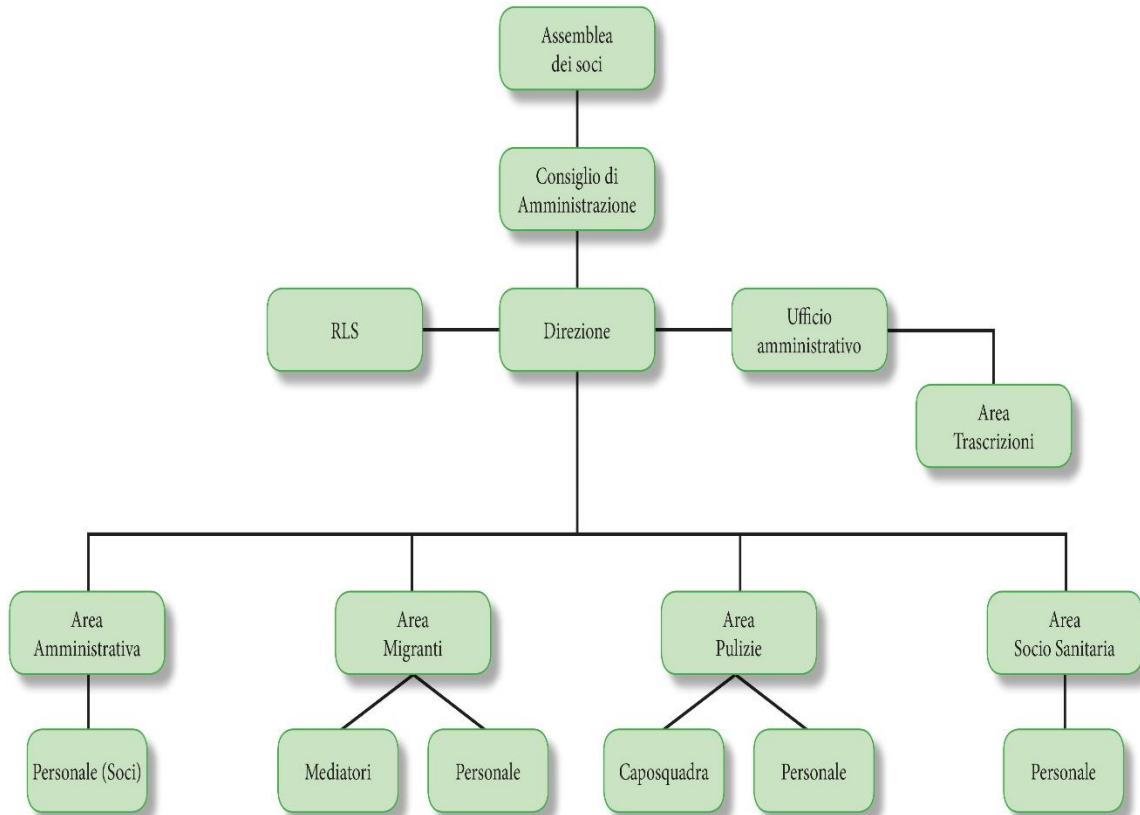 Assemblea
dei soci
Consiglio di
Amministrazione
RLS
Direzione
Ufficio
amministrativo
Area
Trascrizioni
Area
Amministrativa
Area
Migranti
Area
Pulizie
Area
Socio Sanitaria
Personale (Soci)
Mediatori
Personale
Caposquadra
Personale
Personale